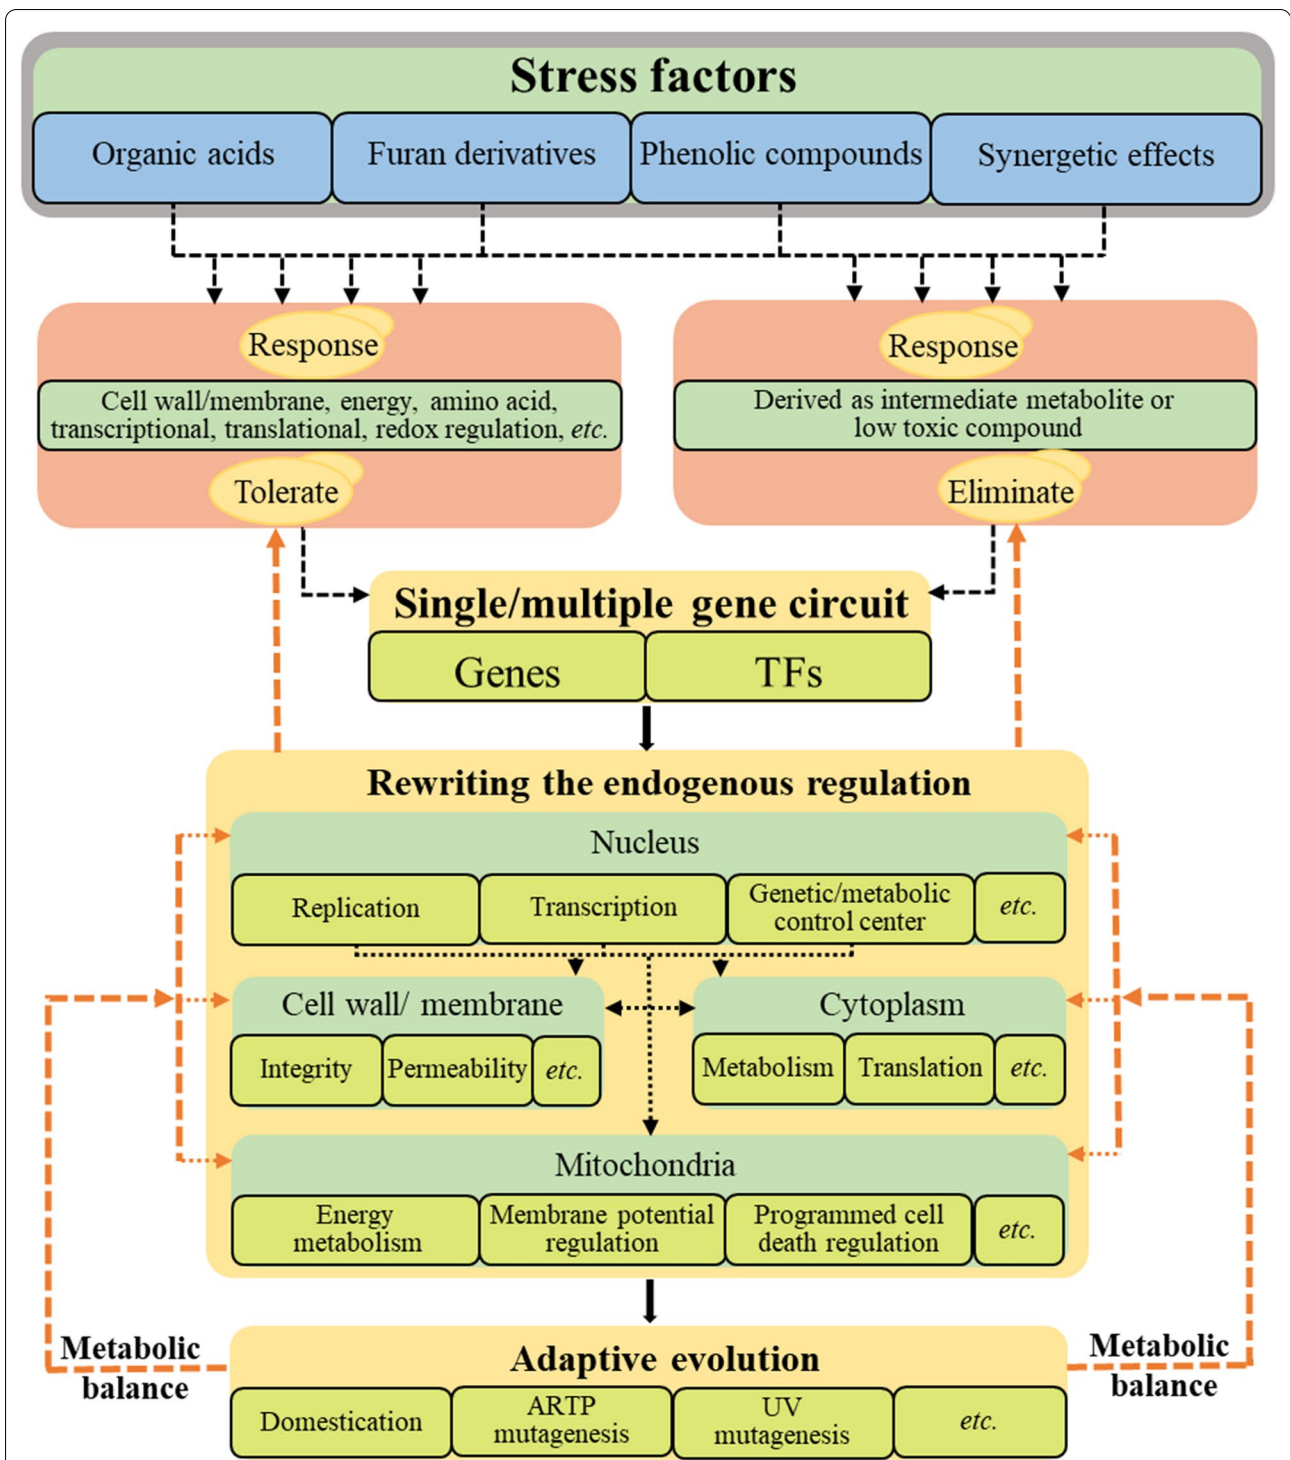 Stress factors
Organic acids
Furan derivatives
Phenolic compounds
Synergetic effects
Response
Cell wall/membrane, energy, amino acid,
transcriptional, translational, redox regulation, etc.
Tolerate
Response
Derived as intermediate metabolite or
low toxic compound
Eliminate
Single/multiple gene circuit
Genes
TFs
Rewriting the endogenous regulation
Nucleus
Replication
Transcription
Genetic/metabolic
control center
etc.
Cell wall/ membrane
Integrity
Permeability
etc.
Cytoplasm
Metabolism
Translation
etc.
Mitochondria
Energy
metabolism
Membrane potential
regulation
Programmed cell
death regulation
etc.
Metabolic
balance
Adaptive evolution
Domestication
ARTP
mutagenesis
UV
mutagenesis
etc.
Metabolic
balance